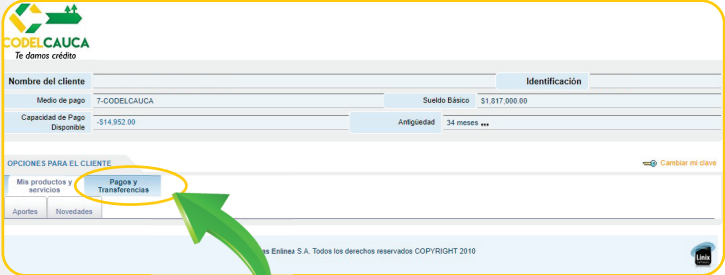 CODELCAUCA
Te damos crédito
Nombre del cliente Identificación
Medio de pago 7-CODELCAUCA Sueldo Básico $1.817,000.00
Capacidad de Pago Disponible -$14,952.00 Antigüedad 34 meses
OPCIONES PARA EL CLIENTE Cambiar mi clave
Mis productos y servicios Pagos y Transferencias
Aportes Novedades
Enlinea S.A. Todos los derechos reservados COPYRIGHT 2010
Linix